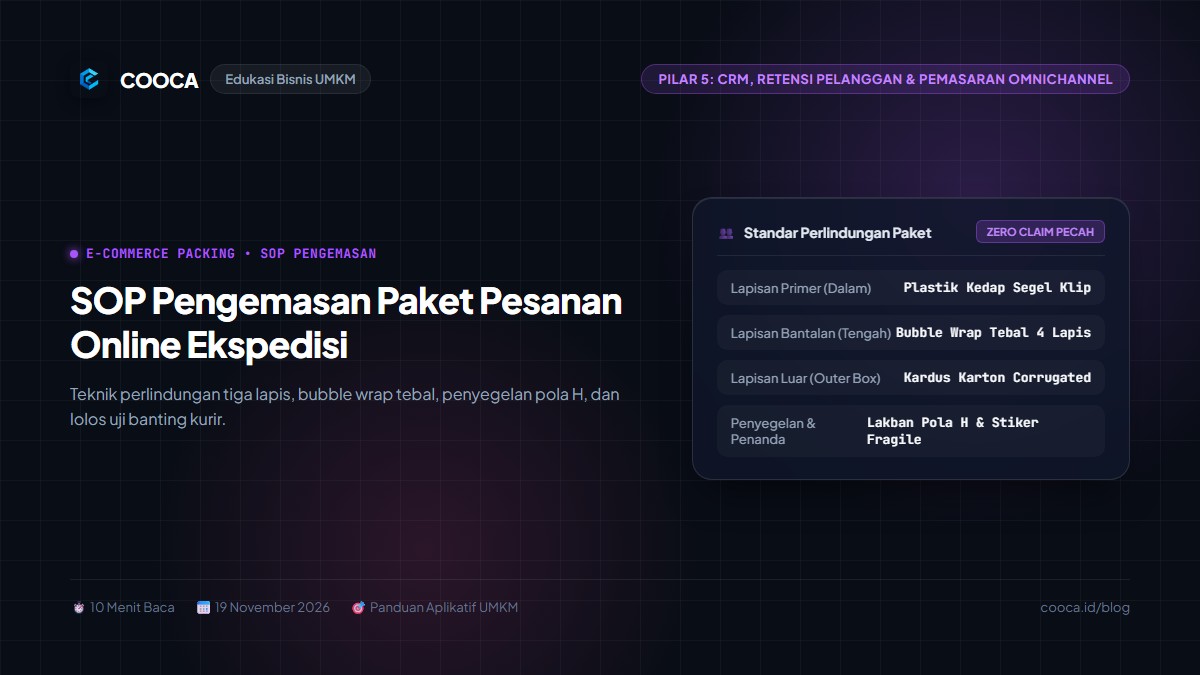 COOCA
Edukasi Bisnis UMKM
PILAR 5: CRM, RETENSI PELANGGAN & PEMASARAN OMNICHANNEL
E-COMMERCE PACKING • SOP PENGEMASAN
SOP Pengemasan Paket Pesanan
Online Ekspedisi
Teknik perlindungan tiga lapis, bubble wrap tebal, penyegelan pola H, dan
lolos uji banting kurir.
Standar Perlindungan Paket
ZERO CLAIM PECAH
Lapisan Primer (Dalam) Plastik Kedap Segel Klip
Lapisan Bantalan (Tengah) Bubble Wrap Tebal 4 Lapis
Lapisan Luar (Outer Box) Kardus Karton Corrugated
Penyegelan &
Penanda
Lakban Pola H & Stiker
Fragile
10 Menit Baca
19 November 2026
Panduan Aplikatif UMKM
cooca.id/blog